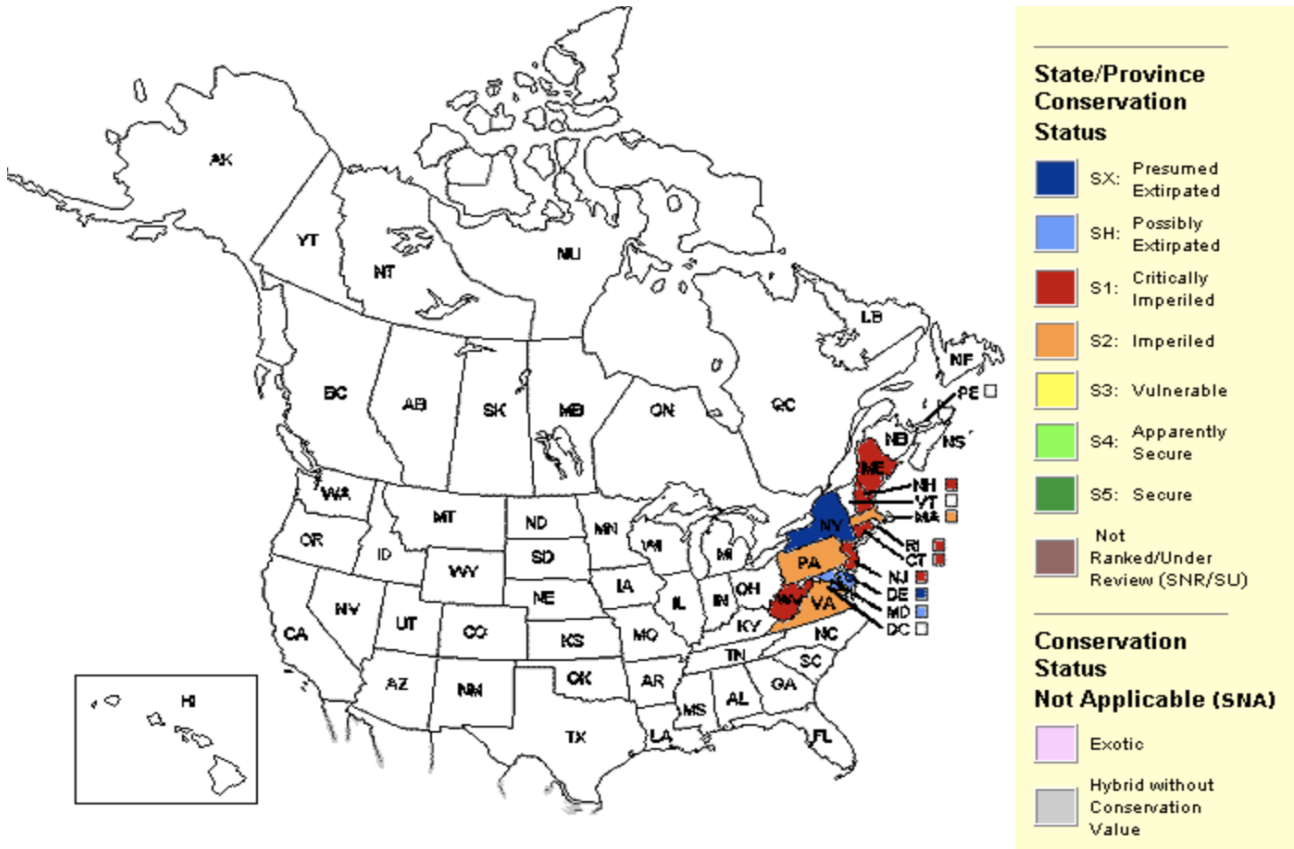 AK
YT
NT
NU
LB
NF
PE
BC
AB
SK
MB
ON
QC
NB
NS
ME
NH
VT
MA
WA
MT
ND
MN
NY
RI
CT
OR
ID
SD
WI
MI
PA
NJ
WY
IA
OH
DE
NE
IL
IN
WV
VA
MD
NV
UT
CO
KS
MO
KY
DC
CA
NC
TN
AZ
NM
OK
AR
SC
MS
AL
GA
HI
TX
LA
FL
State/Province
Conservation
Status
SX: Presumed
Extirpated
SH: Possibly
Extirpated
S1: Critically
Imperiled
S2: Imperiled
S3: Vulnerable
S4: Apparently
Secure
S5: Secure
Not
Ranked/Under
Review (SNR/SU)
Conservation
Status
Not Applicable (SNA)
Exotic
Hybrid without
Conservation
Value